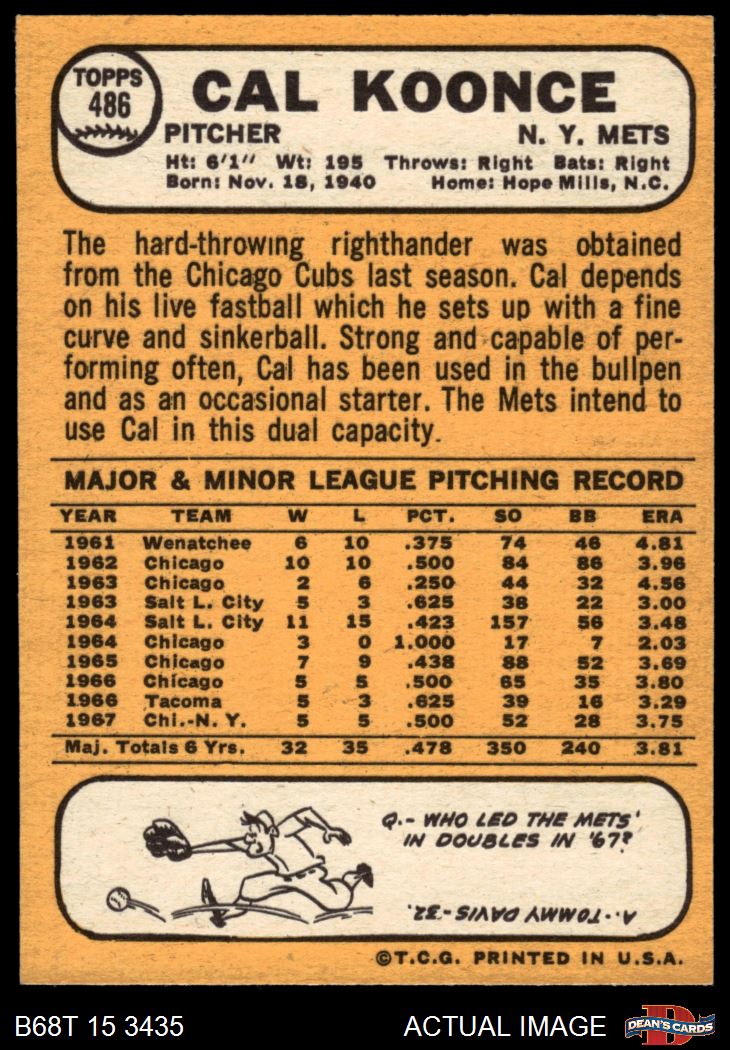 TOPPS
486
CAL KOONCE
PITCHER N. Y. METS
Ht: 6'1" Wt: 195 Throws: Right Bats: Right
Born: Nov. 18, 1940 Home: Hope Mills, N.C.
The hard-throwing righthander was obtained
from the Chicago Cubs last season. Cal depends
on his live fastball which he sets up with a fine
curve and sinkerball. Strong and capable of per-
forming often, Cal has been used in the bullpen
and as an occasional starter. The Mets intend to
use Cal in this dual capacity.
MAJOR & MINOR LEAGUE PITCHING RECORD
YEAR TEAM W L PCT. SO BB ERA
1961 Wenatchee 6 10 .375 74 46 4.81
1962 Chicago 10 10 .500 84 86 3.96
1963 Chicago 2 6 .250 44 32 4.56
1963 Salt L. City 5 3 .625 38 22 3.00
1964 Salt L. City 11 15 .423 157 56 3.48
1964 Chicago 3 0 1.000 17 7 2.03
1965 Chicago 7 9 .438 88 52 3.69
1966 Chicago 5 5 .500 65 35 3.80
1966 Tacoma 5 3 .625 39 16 3.29
1967 Chi.-N. Y. 5 5 .500 52 28 3.75
Maj. Totals 6 Yrs. 32 35 .478 350 240 3.81
Q.- WHO LED THE METS'
IN DOUBLES IN '67?
A.-TOMMY DAVIS-32.
©T.C.G. PRINTED IN U.S.A.
B68T 15 3435 ACTUAL IMAGE
D
DEAN'S CARDS